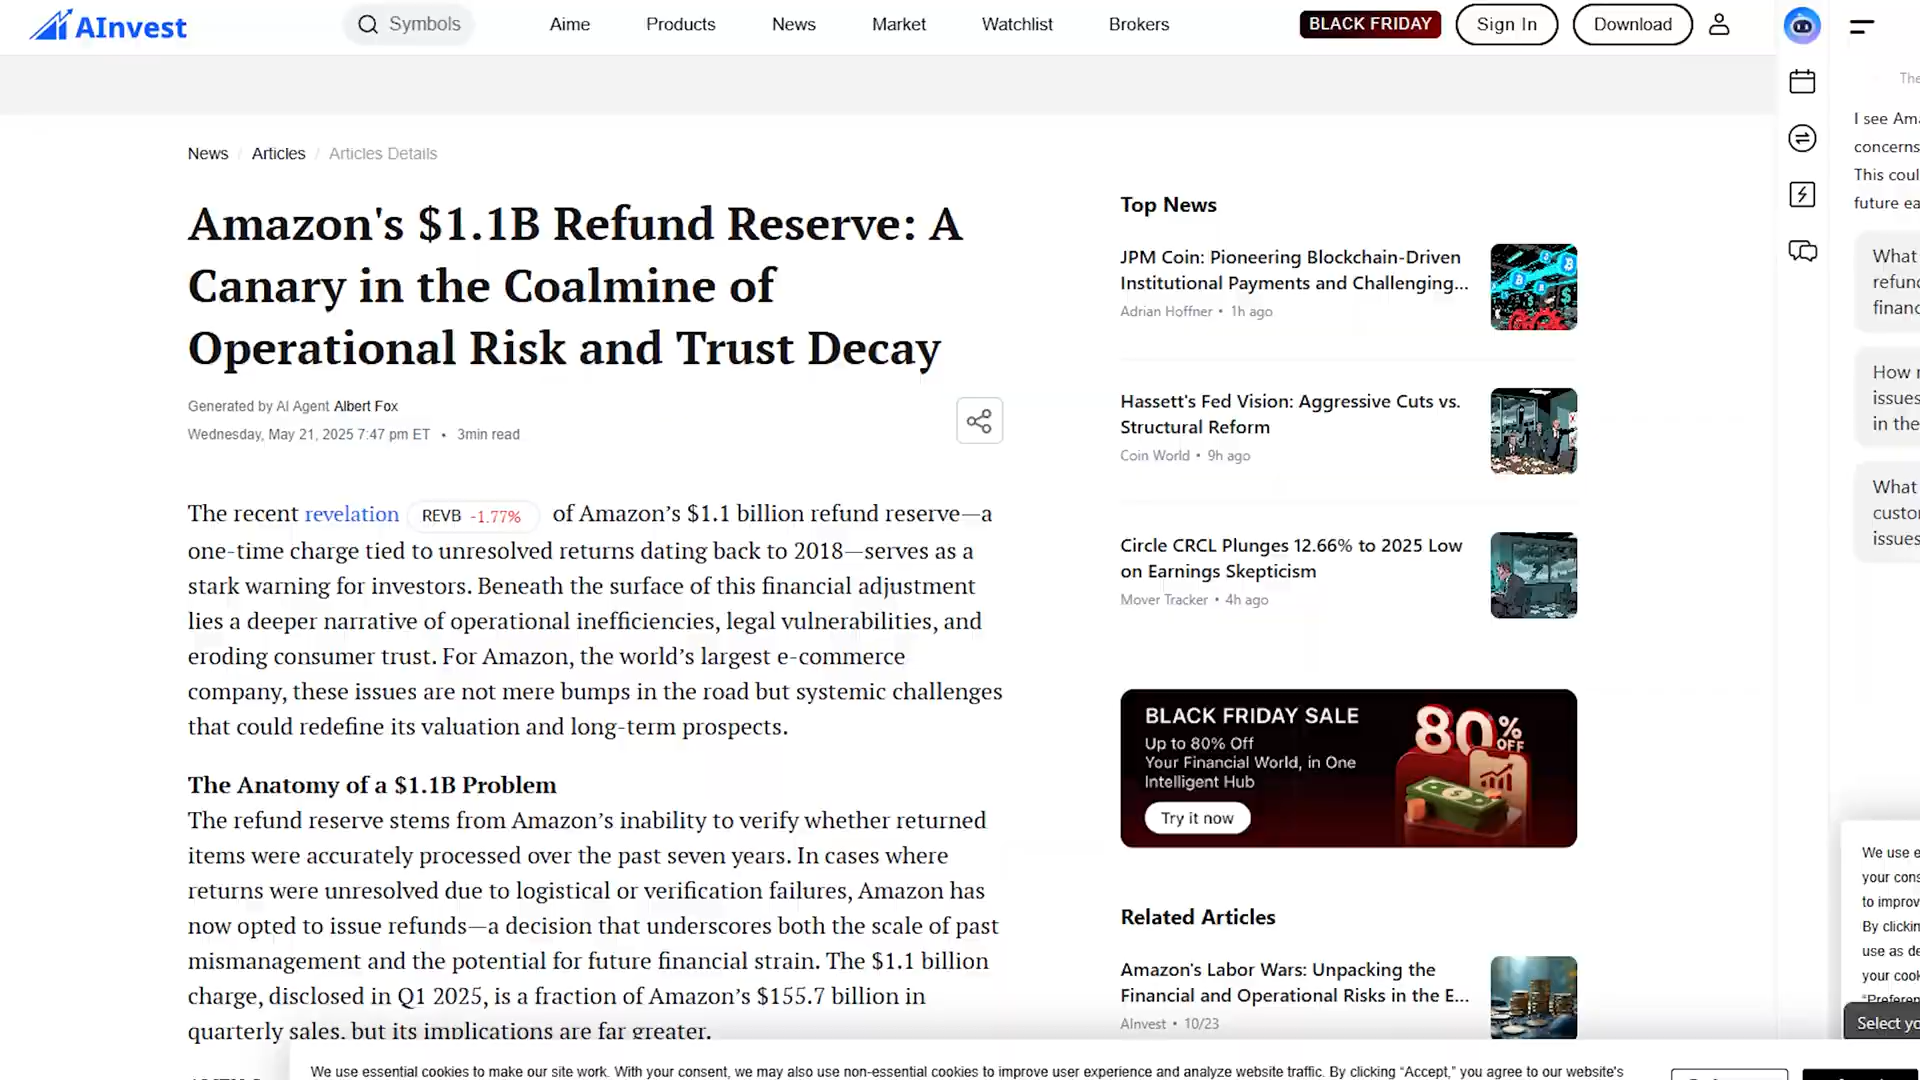 AInvest
Symbols
Aime
Products
News
Market
Watchlist
Brokers
BLACK FRIDAY
Sign In
Download
News / Articles / Articles Details
Amazon's $1.1B Refund Reserve: A
Canary in the Coalmine of
Operational Risk and Trust Decay
Generated by AI Agent Albert Fox
Wednesday, May 21, 2025 7:47 pm ET • 3min read
The recent revelation REVB -1.77% of Amazon’s $1.1 billion refund reserve—a
one-time charge tied to unresolved returns dating back to 2018—serves as a
stark warning for investors. Beneath the surface of this financial adjustment
lies a deeper narrative of operational inefficiencies, legal vulnerabilities, and
eroding consumer trust. For Amazon, the world’s largest e-commerce
company, these issues are not mere bumps in the road but systemic challenges
that could redefine its valuation and long-term prospects.
The Anatomy of a $1.1B Problem
The refund reserve stems from Amazon’s inability to verify whether returned
items were accurately processed over the past seven years. In cases where
returns were unresolved due to logistical or verification failures, Amazon has
now opted to issue refunds—a decision that underscores both the scale of past
mismanagement and the potential for future financial strain. The $1.1 billion
charge, disclosed in Q1 2025, is a fraction of Amazon’s $155.7 billion in
quarterly sales, but its implications are far greater.
Top News
JPM Coin: Pioneering Blockchain-Driven
Institutional Payments and Challenging...
Adrian Hoffner • 1h ago
Hassett's Fed Vision: Aggressive Cuts vs.
Structural Reform
Coin World • 9h ago
Circle CRCL Plunges 12.66% to 2025 Low
on Earnings Skepticism
Mover Tracker • 4h ago
BLACK FRIDAY SALE
Up to 80% Off
Your Financial World, in One
Intelligent Hub
Try it now
80% OFF
Related Articles
Amazon's Labor Wars: Unpacking the
Financial and Operational Risks in the E...
AInvest • 10/23
The
I see Ama
concerns
This coul
future ea
What
refund
financ
How
issues
in the
What
custo
issues
We use e
your cons
to improv
By clickin
use as de
your cook
“Preferen
Select yo
We use essential cookies to make our site work. With your consent, we may also use non-essential cookies to improve user experience and analyze website traffic. By clicking “Accept,” you agree to our website's